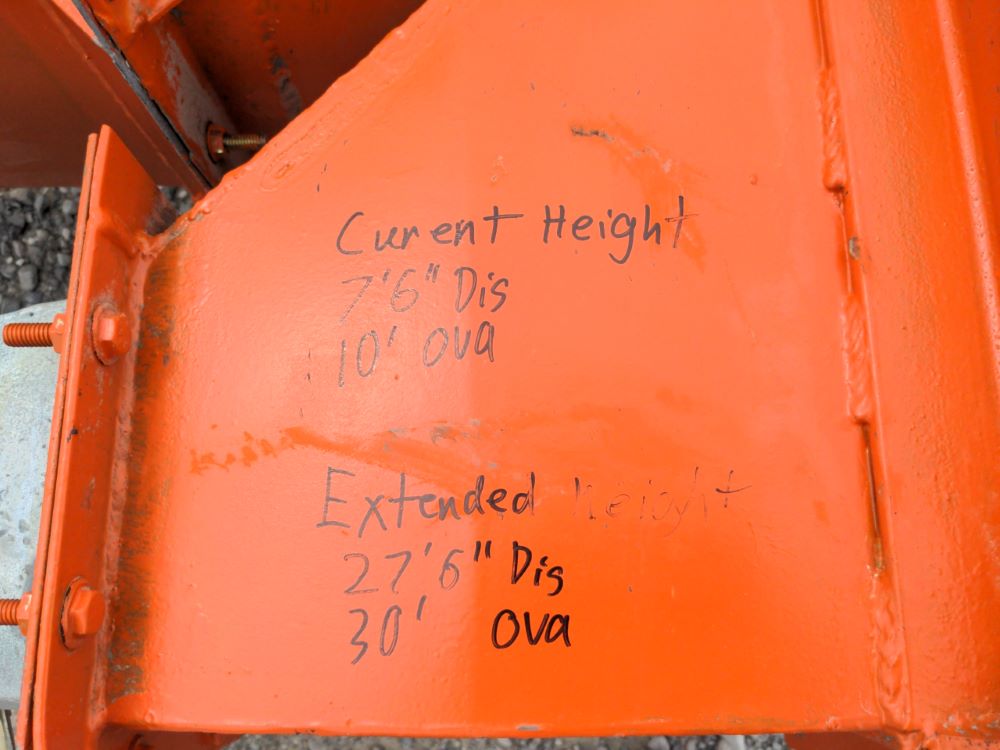 Curent Height
7'6" Dis
10' Ova
Extended Height
27'6" Dis
30' Ova